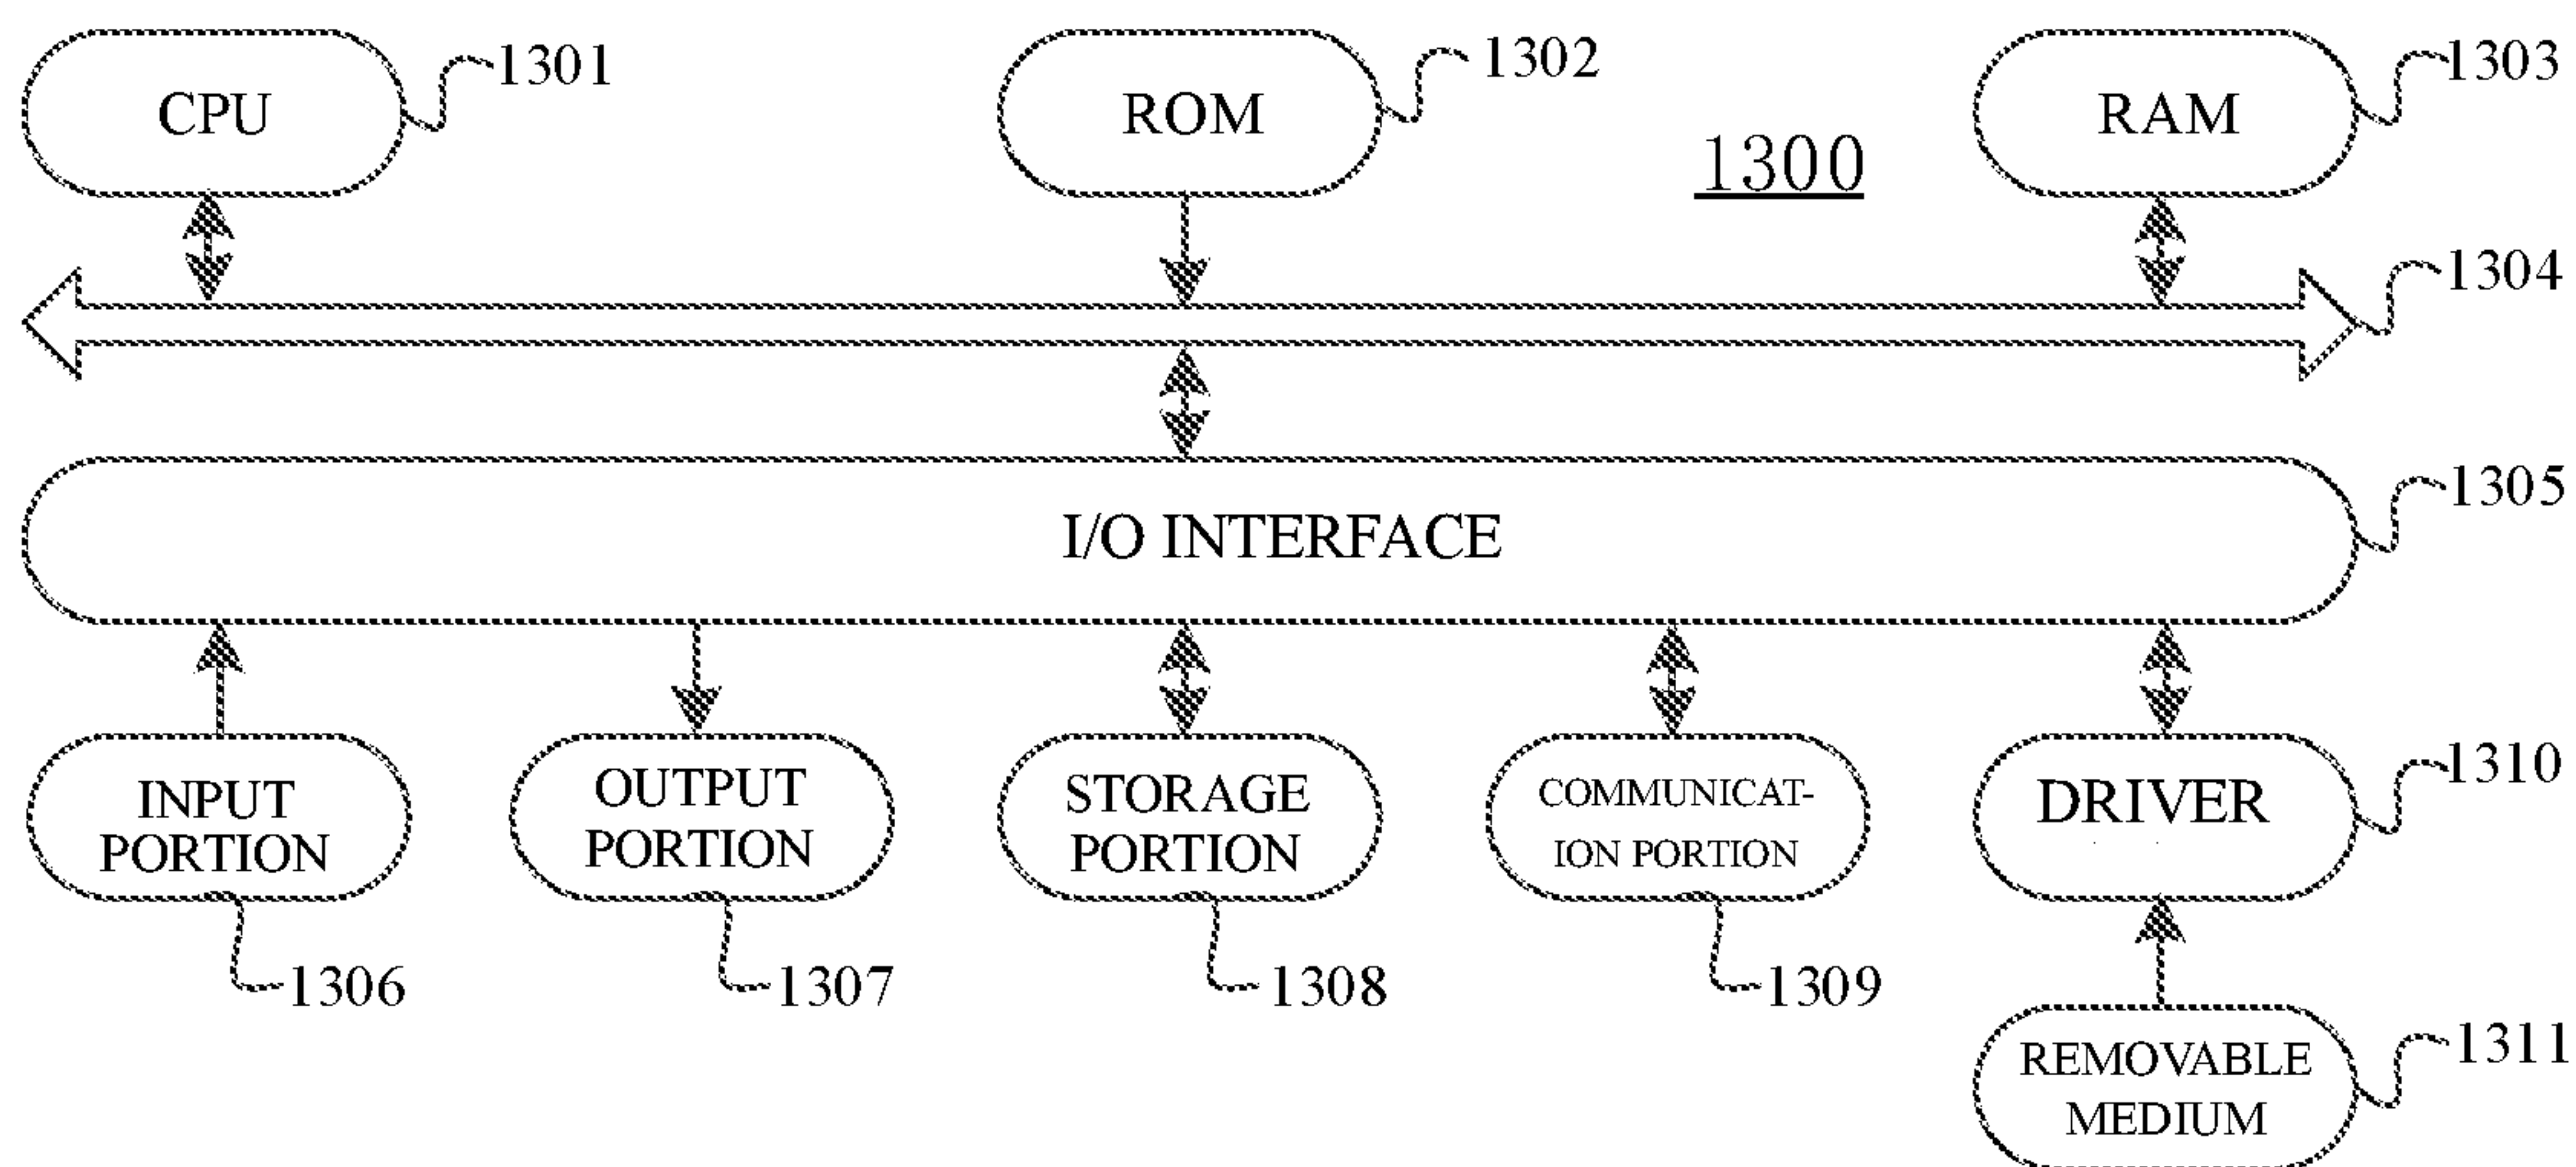 CPU
1301
ROM
1302
1300
RAM
1303
1304
I/O INTERFACE
1305
INPUT
PORTION
1306
OUTPUT
PORTION
1307
STORAGE
PORTION
1308
COMMUNICAT-
ION PORTION
1309
DRIVER
1310
REMOVABLE
MEDIUM
1311